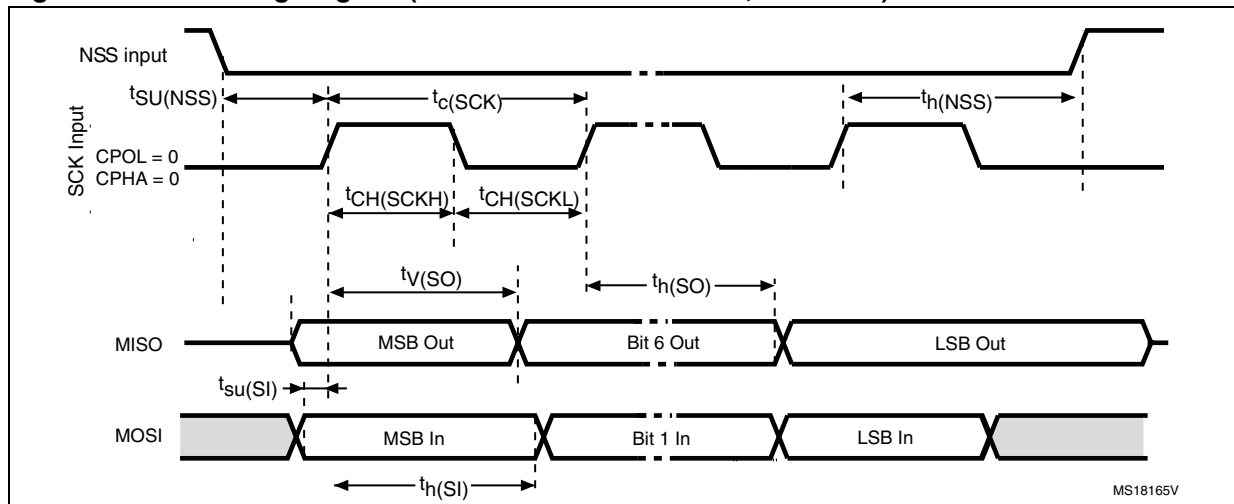 NSS input
tSU(NSS)
tc(SCK)
th(NSS)
SCK Input
CPOL = 0
CPHA = 0
tCH(SCKH)
tCH(SCKL)
tV(SO)
th(SO)
MISO
MSB Out
Bit 6 Out
LSB Out
tsu(SI)
MOSI
MSB In
Bit 1 In
LSB In
th(SI)
MS18165V